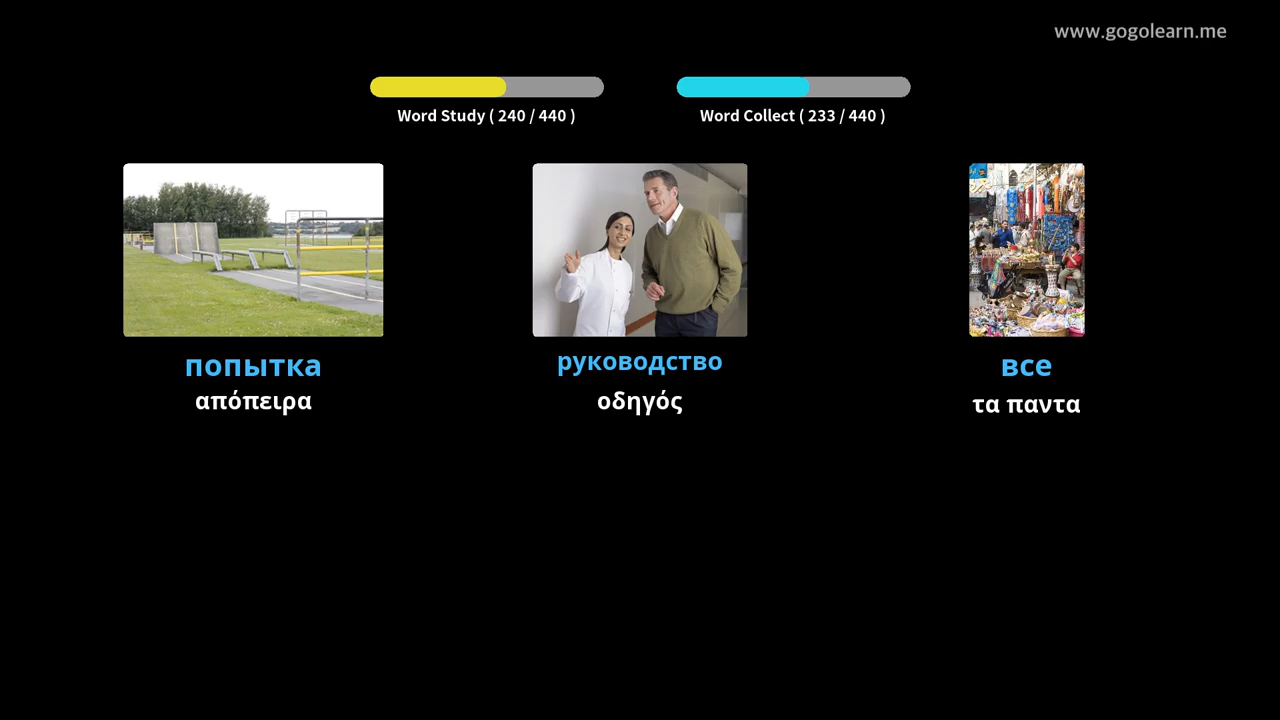 www.gogolearn.me
Word Study ( 240 / 440 )
Word Collect ( 233 / 440 )
попытка
απόπειρα
руководство
οδηγός
все
τα παντα